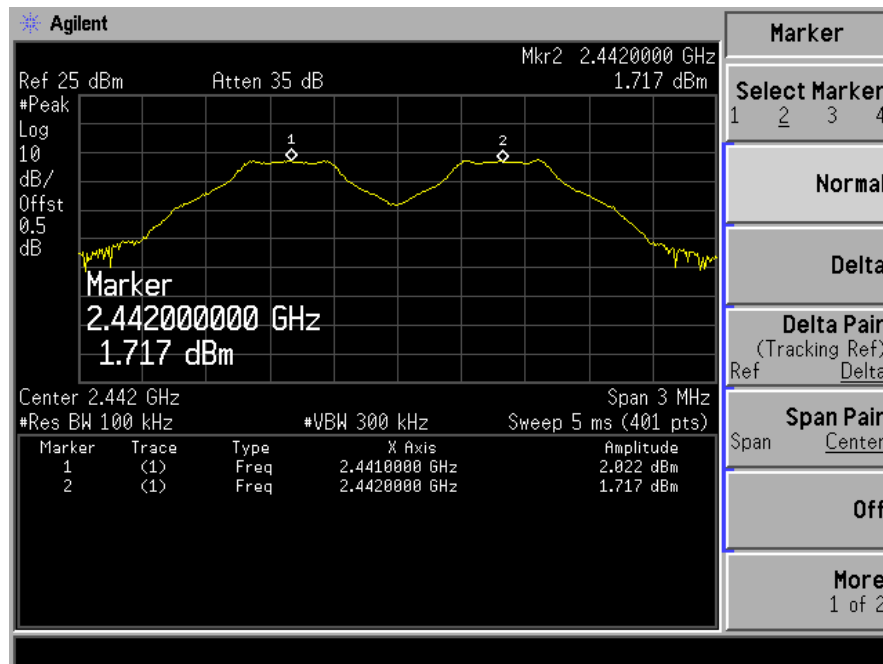 Agilent
Marker
Mkr2 2.4420000 GHz
Ref 25 dBm Atten 35 dB 1.717 dBm
#Peak
Log
10
dB/
Offst
0.5
dB
1
2
Marker
2.442000000 GHz
1.717 dBm
Center 2.442 GHz Span 3 MHz
#Res BW 100 kHz #VBW 300 kHz Sweep 5 ms (401 pts)
Marker Trace Type X Axis Amplitude
1 (1) Freq 2.4410000 GHz 2.022 dBm
2 (1) Freq 2.4420000 GHz 1.717 dBm
Select Marker
1 2 3 4
Normal
Delta
Delta Pair
(Tracking Ref)
Ref Delta
Span Pair
Span Center
Off
More
1 of 2